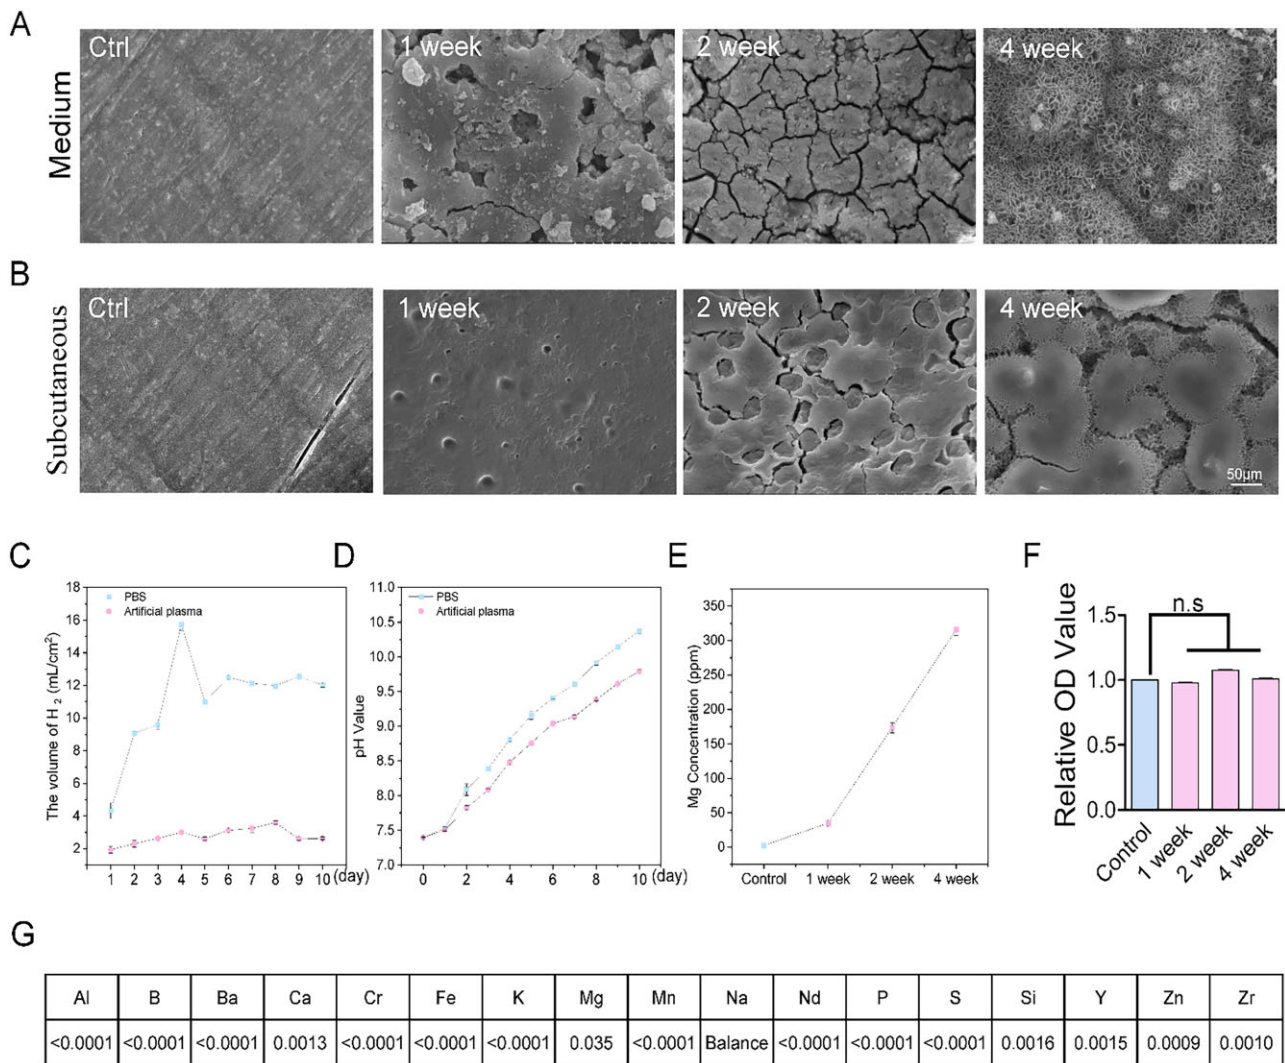 A
Medium
Ctrl
1 week
2 week
4 week
B
Subcutaneous
Ctrl
1 week
2 week
4 week
50μm
C
The volume of H2 (mL/cm2)
18
16
14
12
10
8
6
4
2
PBS
Artificial plasma
1 2 3 4 5 6 7 8 9 10 (day)
D
pH Value
11.0
10.5
10.0
9.5
9.0
8.5
8.0
7.5
7.0
PBS
Artificial plasma
0 2 4 6 8 10 (day)
E
Mg Concentration (ppm)
350
300
250
200
150
100
50
0
Control 1 week 2 week 4 week
F
Relative OD Value
1.5
1.0
0.5
0.0
n.s
Control
1 week
2 week
4 week
G
Al B Ba Ca Cr Fe K Mg Mn Na Nd P S Si Y Zn Zr
<0.0001 <0.0001 <0.0001 0.0013 <0.0001 <0.0001 <0.0001 0.035 <0.0001 Balance <0.0001 <0.0001 <0.0001 0.0016 0.0015 0.0009 0.0010